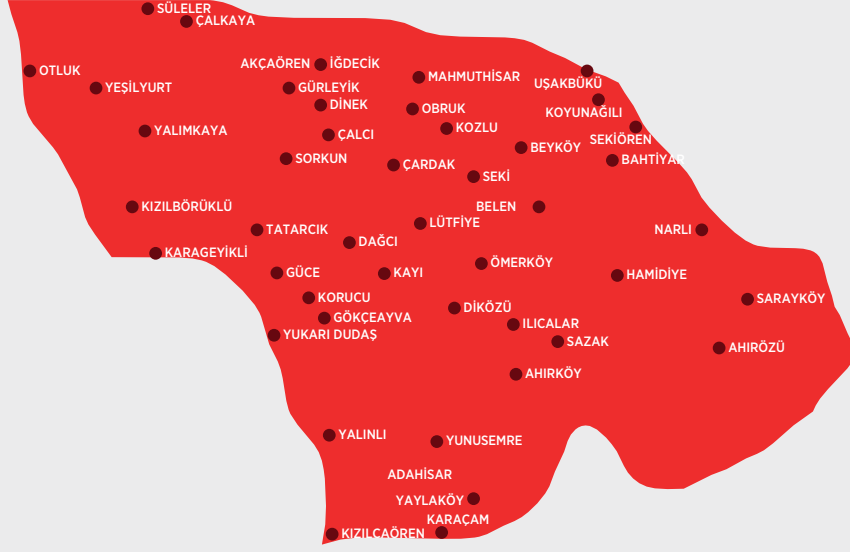 SÜLELER
ÇALKAYA
OTLUK
YEŞİLYURT
AKÇAÖREN
İĞDECİK
GÜRLEYİK
DİNEK
MAHMUTHİSAR
UŞAKBÜKÜ
OBRUK
KOYUNAĞILI
YALIMKAYA
ÇALCI
KOZLU
SEKİÖREN
BEYKÖY
BAHTİYAR
SORKUN
ÇARDAK
SEKİ
KIZILBÖRÜKLÜ
BELEN
TATARCIK
LÜTFİYE
NARLI
DAĞCI
KARAGEYİKLİ
ÖMERKÖY
GÜCE
KAYI
HAMİDİYE
KORUCU
SARAYKÖY
DİKÖZÜ
GÖKÇEAYVA
ILICALAR
YUKARI DUDAŞ
SAZAK
AHIRÖZÜ
AHIRKÖY
YALINLI
YUNUSEMRE
ADAHİSAR
YAYLAKÖY
KARAÇAM
KIZILCAÖREN